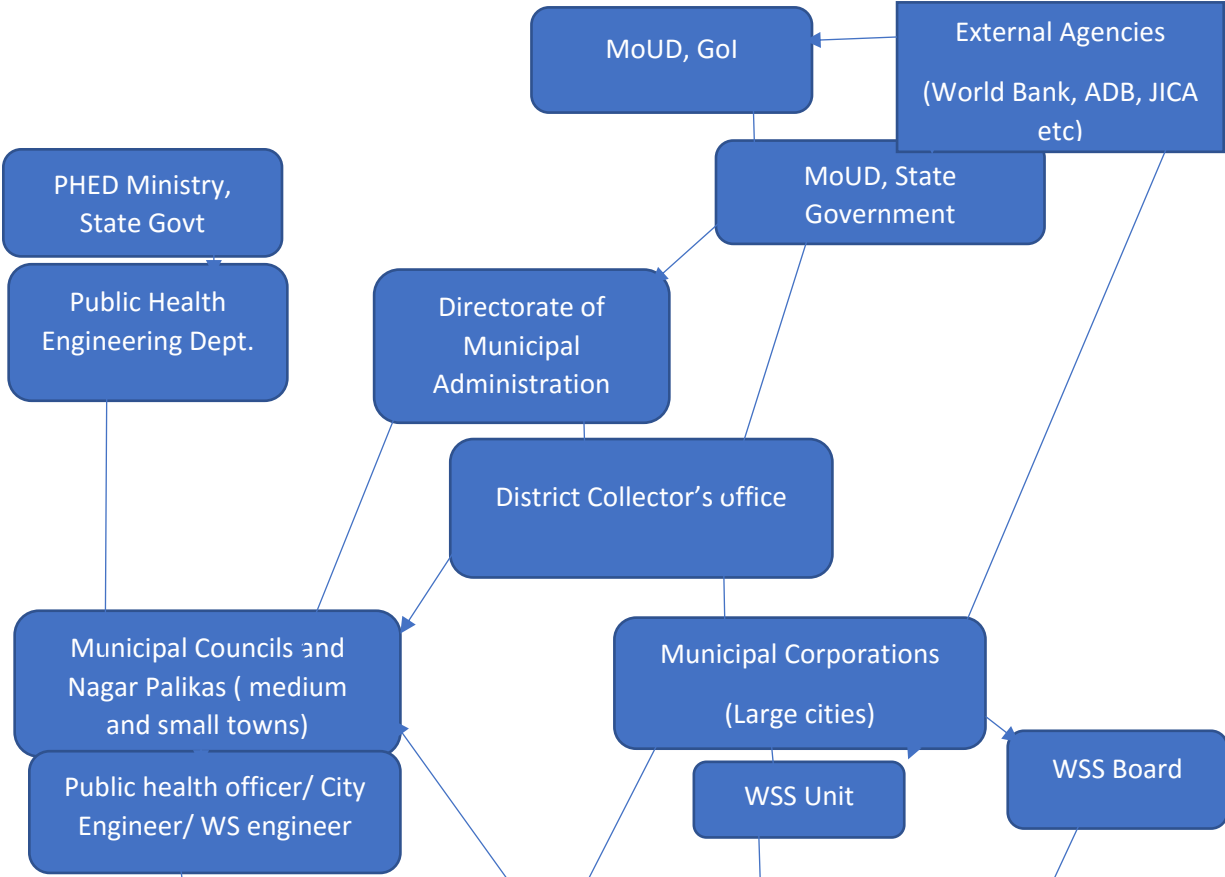 MoUD, GoI
External Agencies
(World Bank, ADB, JICA
etc)
PHED Ministry,
State Govt
MoUD, State
Government
Public Health
Engineering Dept.
Directorate of
Municipal
Administration
District Collector’s office
Municipal Councils and
Nagar Palikas ( medium
and small towns)
Municipal Corporations
(Large cities)
Public health officer/ City
Engineer/ WS engineer
WSS Unit
WSS Board